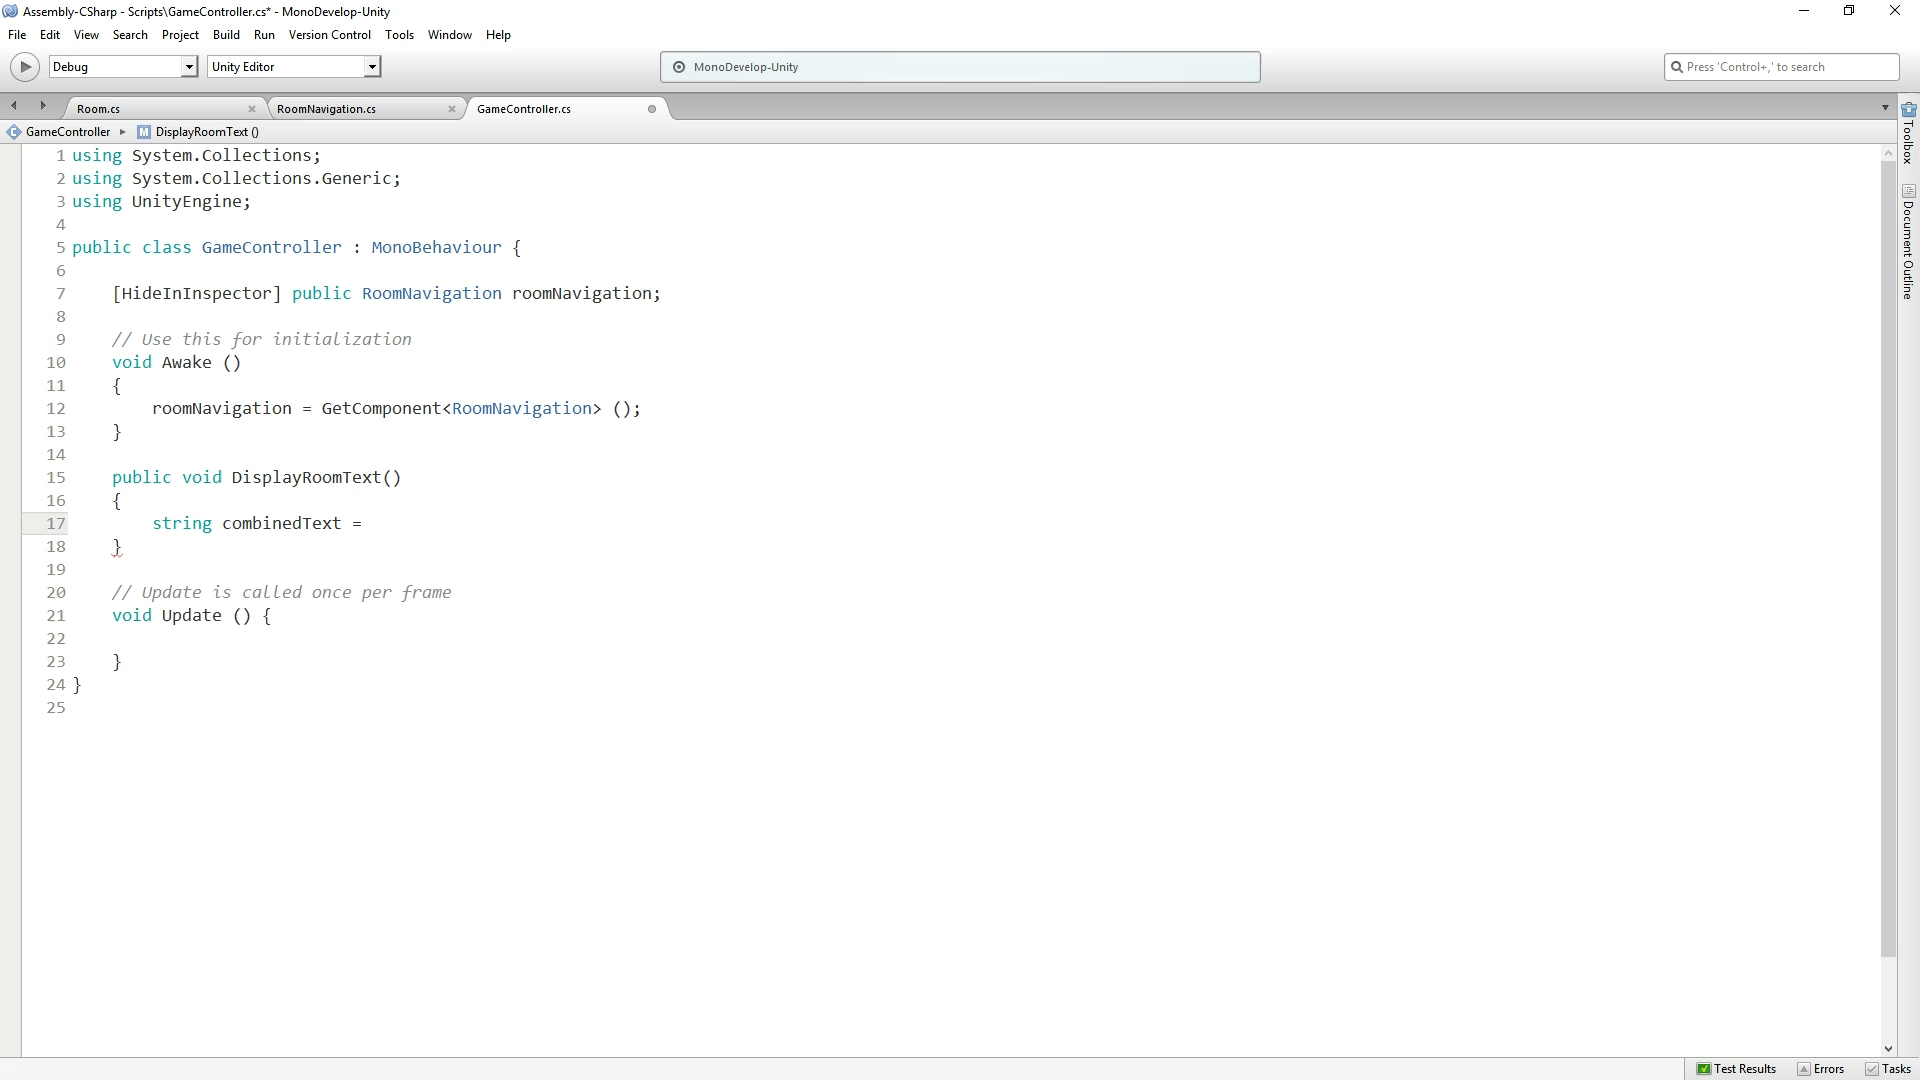 Assembly-CSharp - Scripts\GameController.cs* - MonoDevelop-Unity
File Edit View Search Project Build Run Version Control Tools Window Help
Debug Unity Editor MonoDevelop-Unity Press 'Control+,' to search
Room.cs RoomNavigation.cs GameController.cs
GameController DisplayRoomText ()
1 using System.Collections;
2 using System.Collections.Generic;
3 using UnityEngine;
4
5 public class GameController : MonoBehaviour {
6
7 [HideInInspector] public RoomNavigation roomNavigation;
8
9 // Use this for initialization
10 void Awake ()
11 {
12 roomNavigation = GetComponent<RoomNavigation> ();
13 }
14
15 public void DisplayRoomText()
16 {
17 string combinedText =
18 }
19
20 // Update is called once per frame
21 void Update () {
22
23 }
24 }
25
Toolbox
Document Outline
Test Results Errors Tasks